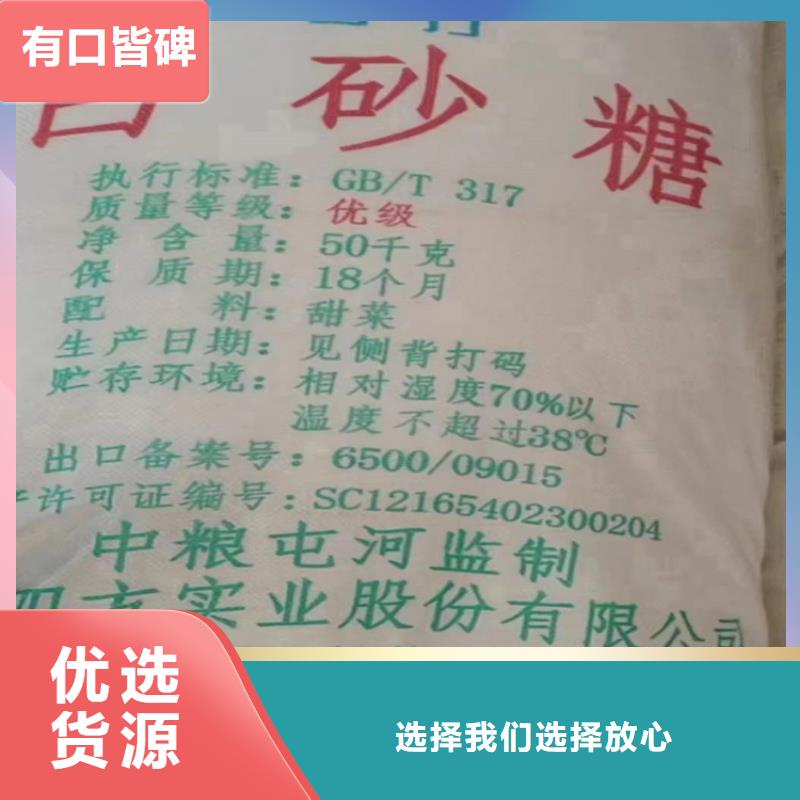 有口皆碑
白砂糖
执行标准：GB/T 317
质量等级：优级
净含量：50千克
保质期：18个月
配料：甜菜
生产日期：见侧背打码
贮存环境：相对湿度70%以下
温度不超过38℃
出口备案号：6500/09015
许可证编号：SC12165402300204
中粮屯河监制
四方实业股份有限公司
优选
货源
选择我们选择放心